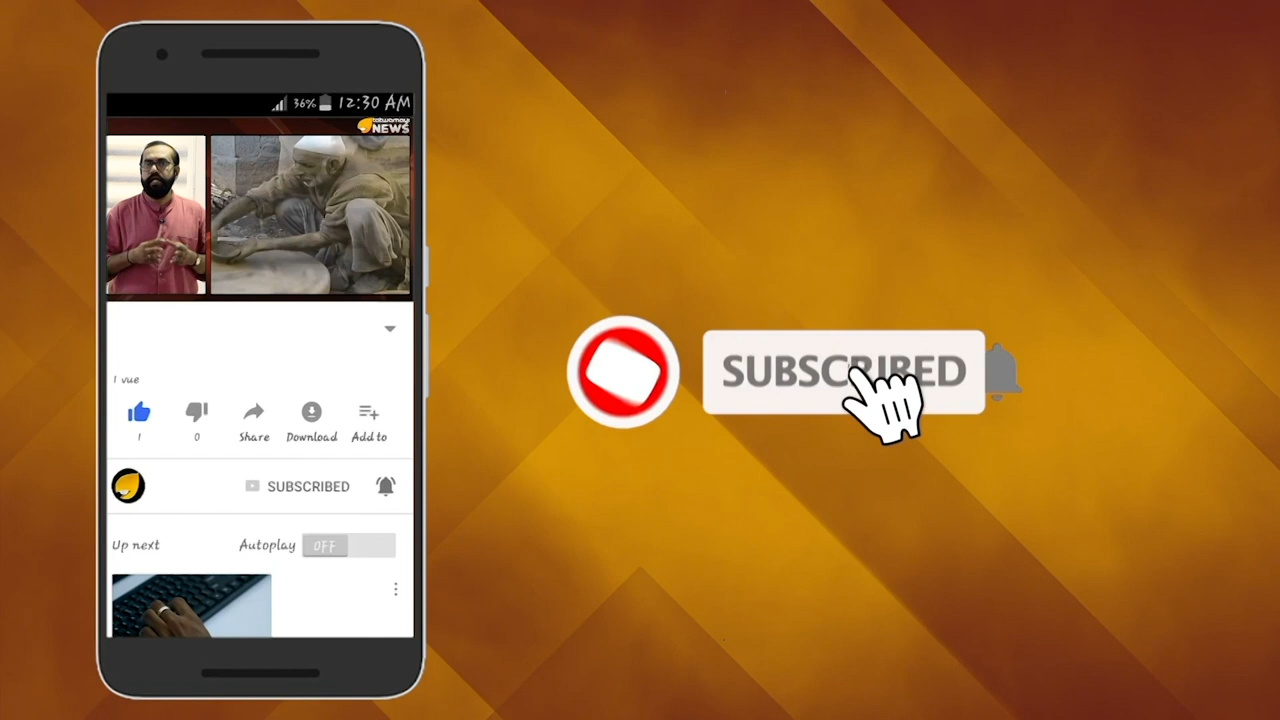 36% 12:30 AM
tatwamayi
NEWS
1 vue
1
0
Share
Download
Add to
SUBSCRIBED
Up next
Autoplay
OFF
SUBSCRIBED